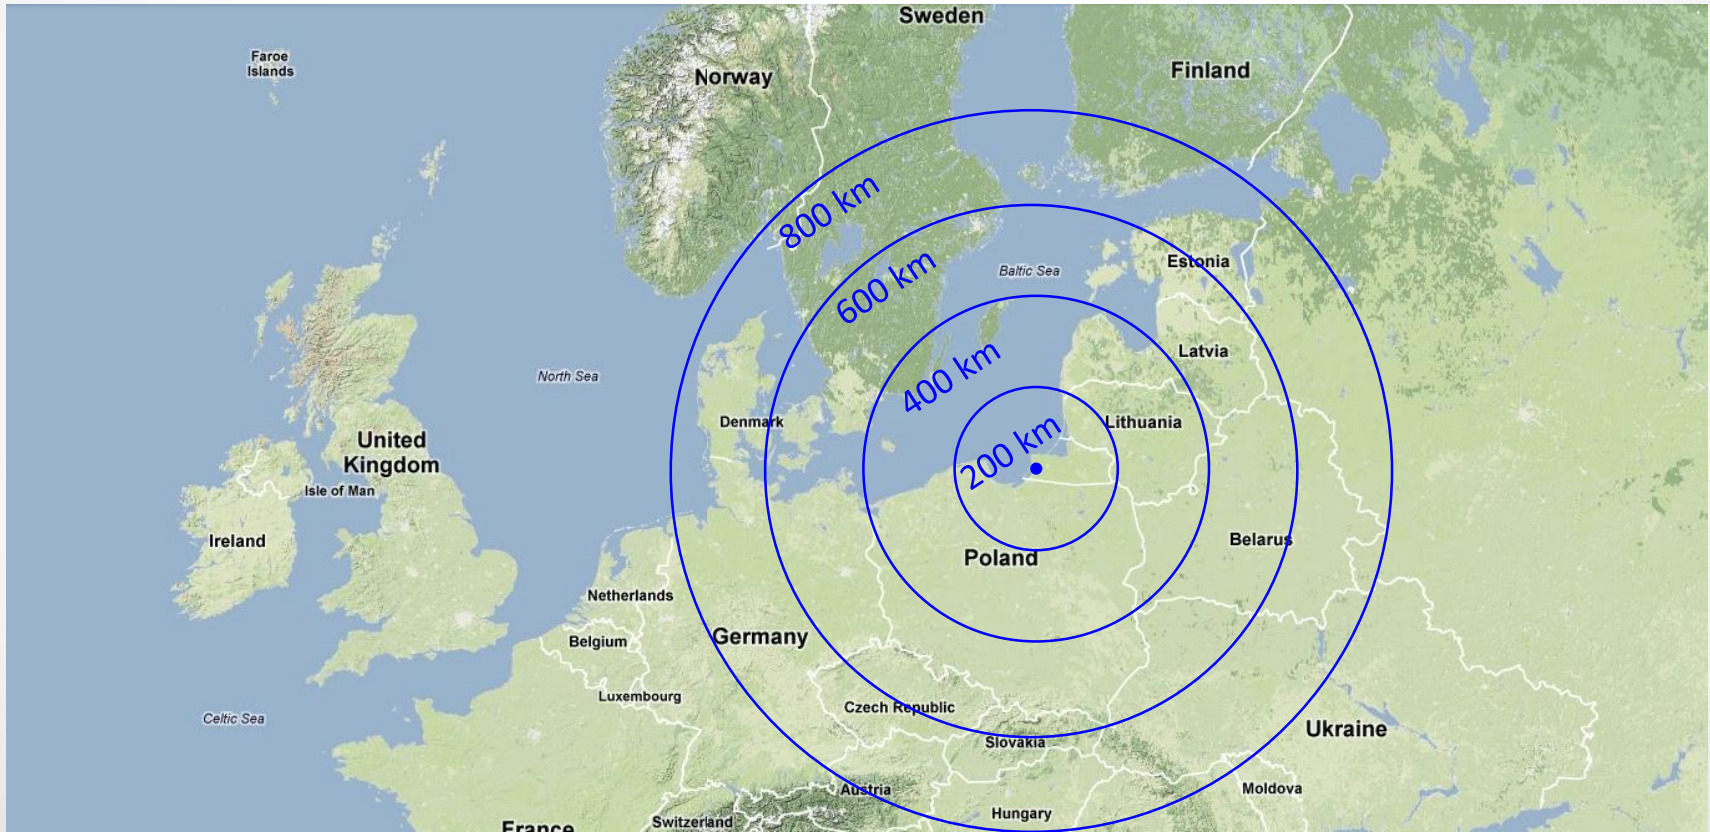 Sweden
Faroe
Islands
Norway
Finland
800 km
600 km
Estonia
Baltic Sea
400 km
Latvia
North Sea
Denmark
Lithuania
200 km
United
Kingdom
Isle of Man
Ireland
Belarus
Poland
Netherlands
Germany
Belgium
Luxembourg
Czech Republic
Celtic Sea
Slovakia
Ukraine
Austria
Moldova
Hungary
Switzerland
France